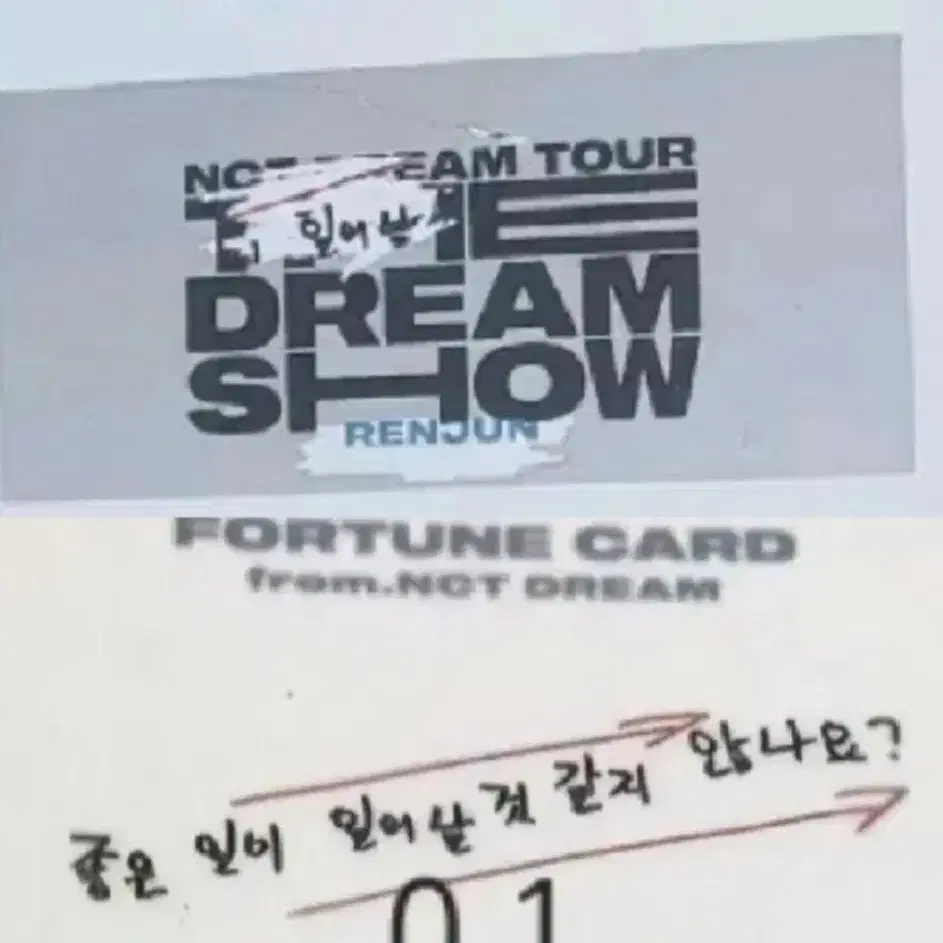 NCT DREAM TOUR
THE
일어날
DREAM
SHOW
RENJUN
FORTUNE CARD
from.NCT DREAM
좋은 일이 일어날 것 같지 않나요?
01